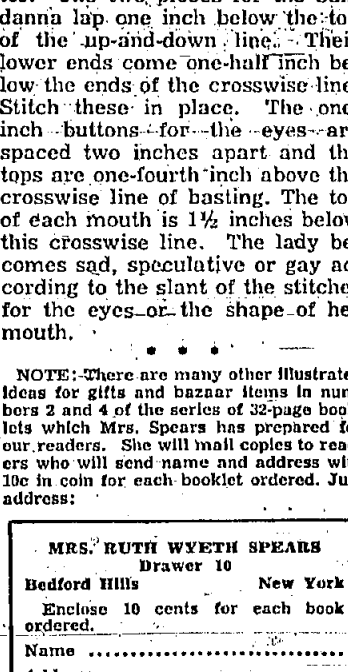 danna lap one inch below the to
of the up-and-down line. Thei
lower ends come one-half inch be
low the ends of the crosswise line
Stitch these in place. The one
inch buttons for the eyes ar
spaced two inches apart and th
tops are one-fourth inch above th
crosswise line of basting. The to
of each mouth is 1½ inches below
this crosswise line. The lady be
comes sad, speculative or gay ac
cording to the slant of the stitche
for the eyes or the shape of he
mouth.
• • •
NOTE: There are many other illustrate
ideas for gifts and bazaar items in num
bers 2 and 4 of the series of 32-page boo
lets which Mrs. Spears has prepared f
our readers. She will mail copies to rea
ers who will send name and address wi
10c in coin for each booklet ordered. Ju
address:
MRS. RUTH WYETH SPEARS
Drawer 10
Bedford Hills New York
Enclose 10 cents for each book
ordered.
Name ................................